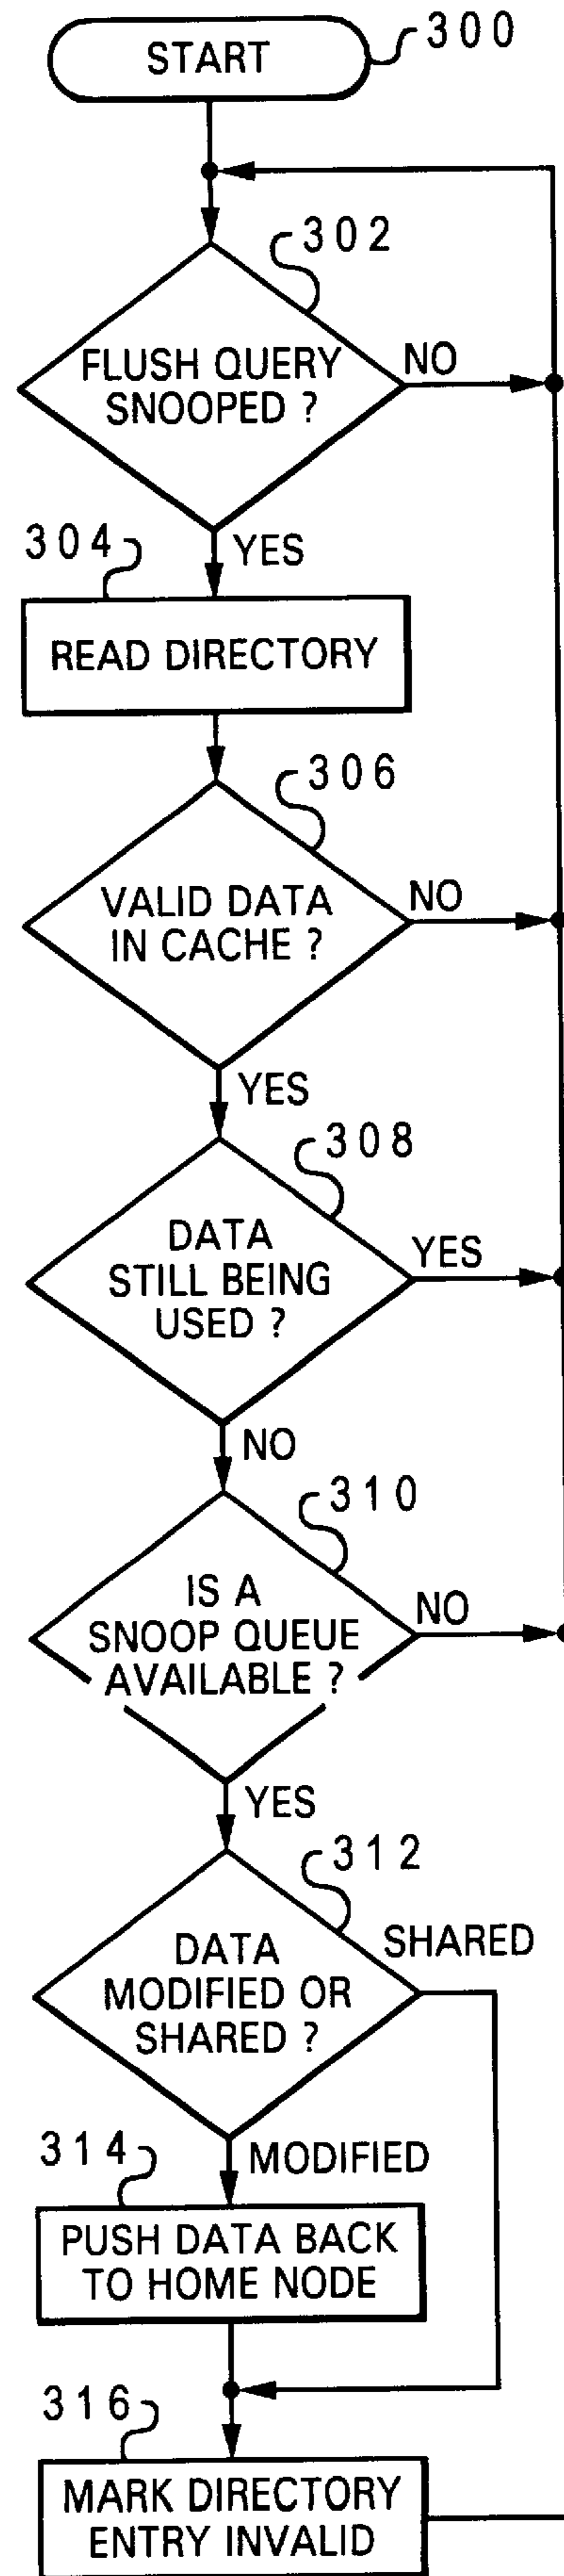 START
300
302
FLUSH QUERY
SNOOPED ?
NO
YES
304
READ DIRECTORY
306
VALID DATA
IN CACHE ?
NO
YES
308
DATA
STILL BEING
USED ?
YES
NO
310
IS A
SNOOP QUEUE
AVAILABLE ?
NO
YES
312
DATA
MODIFIED OR
SHARED ?
SHARED
MODIFIED
314
PUSH DATA BACK
TO HOME NODE
316
MARK DIRECTORY
ENTRY INVALID